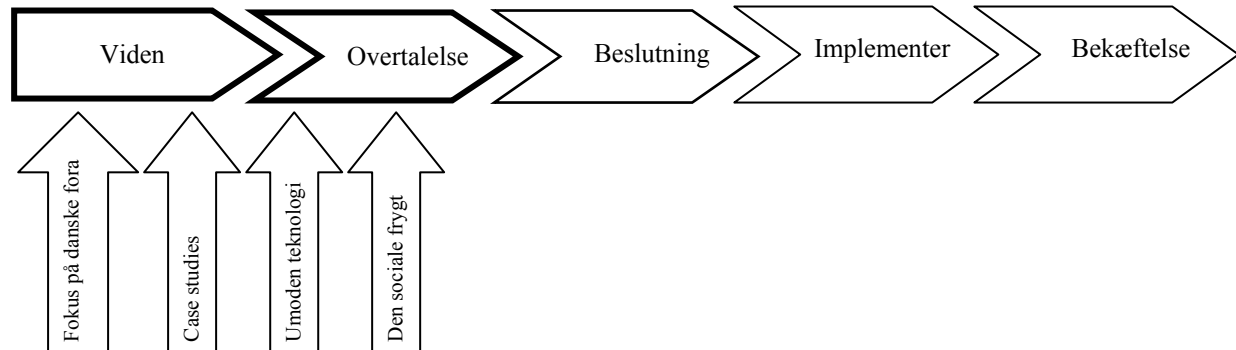 Viden
Overtalelse
Beslutning
Implementer
Bekæftelse
Fokus på danske fora
Case studies
Umoden teknologi
Den sociale frygt